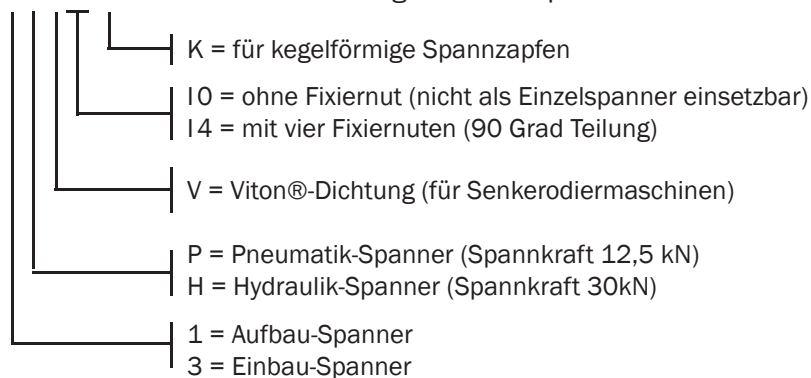 K = für kegelförmige Spannzapfen
I0 = ohne Fixiernut (nicht als Einzelspanner einsetzbar)
I4 = mit vier Fixiernuten (90 Grad Teilung)
V = Viton®-Dichtung (für Senkerodiermaschinen)
P = Pneumatik-Spanner (Spannkraft 12,5 kN)
H = Hydraulik-Spanner (Spannkraft 30kN)
1 = Aufbau-Spanner
3 = Einbau-Spanner